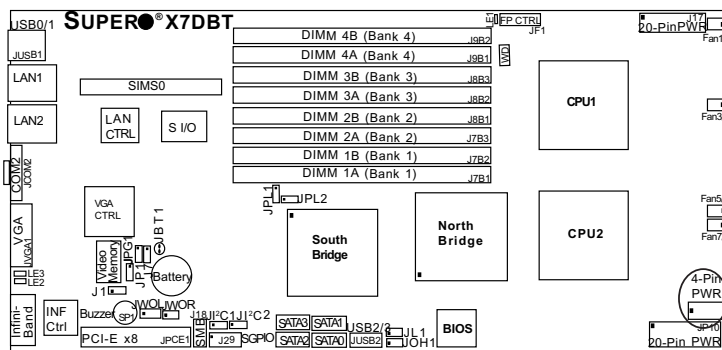 USB0/1
SUPER® X7DBT
LE1
FP CTRL
JF1
J17
20-PinPWR
Fan1
JUSB1
DIMM 4B (Bank 4)
J9B2
DIMM 4A (Bank 4)
J9B1
WD
LAN1
SIMS0
DIMM 3B (Bank 3)
J8B3
DIMM 3A (Bank 3)
J8B2
CPU1
Fan3
LAN2
LAN
CTRL
S I/O
DIMM 2B (Bank 2)
J8B1
DIMM 2A (Bank 2)
J7B3
DIMM 1B (Bank 1)
J7B2
DIMM 1A (Bank 1)
J7B1
COM2
JCOM2
JPL1
JPL2
VGA
CTRL
VGA
JVGA1
JBT1
JPG1
JP1
Video
Memory
Battery
South
Bridge
North
Bridge
CPU2
Fan5
Fan7
LE3
LE2
J1
4-Pin
PWR
Infini-
Band
INF
Ctrl
Buzzer
SP1
JWOL
JWOR
J18
JI²C1
JI²C2
SMB
J29
SGPIO
SATA3
SATA1
SATA2
SATA0
USB2/3
JUSB2
JL1
JOH1
BIOS
JP10
20-Pin PWR
PCI-E x8
JPCE1